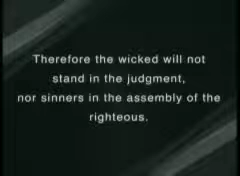 Therefore the wicked will not
stand in the judgment,
nor sinners in the assembly of the
righteous.